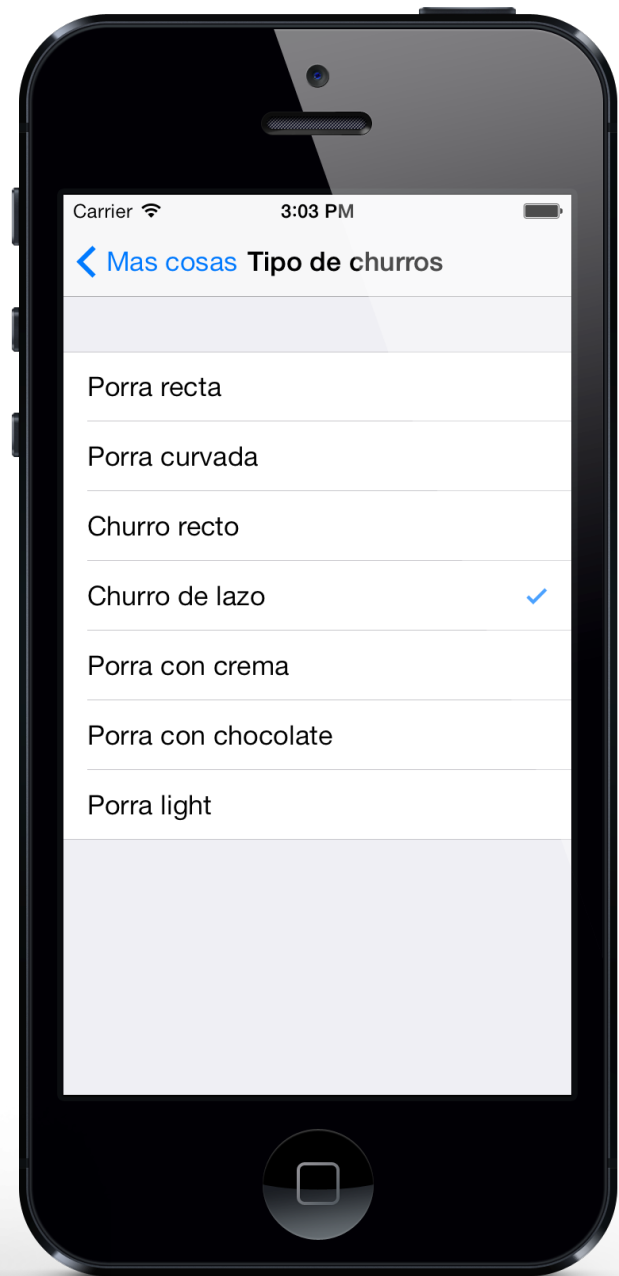 Carrier 3:03 PM
Mas cosas Tipo de churros
Porra recta
Porra curvada
Churro recto
Churro de lazo
Porra con crema
Porra con chocolate
Porra light